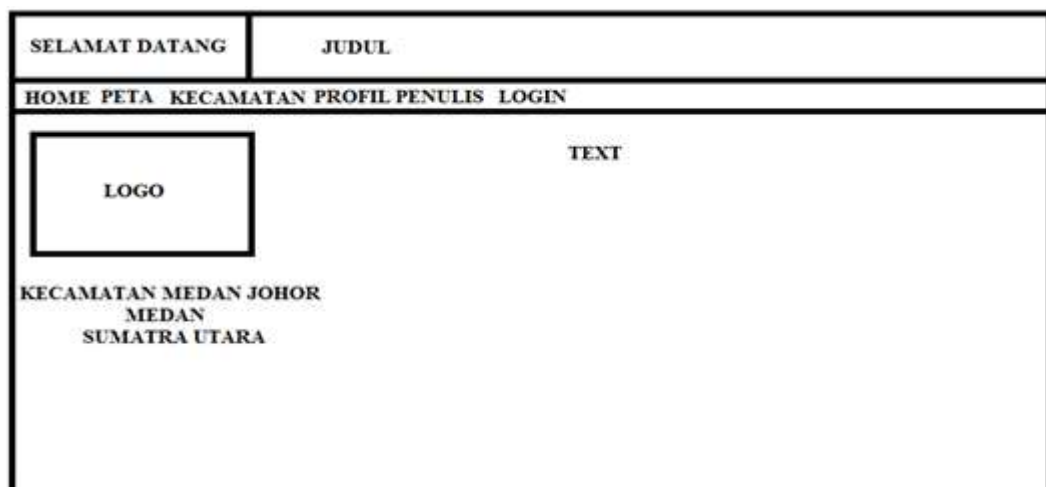 SELAMAT DATANG
JUDUL
HOME PETA KECAMATAN PROFIL PENULIS LOGIN
LOGO
TEXT
KECAMATAN MEDAN JOHOR
MEDAN
SUMATRA UTARA